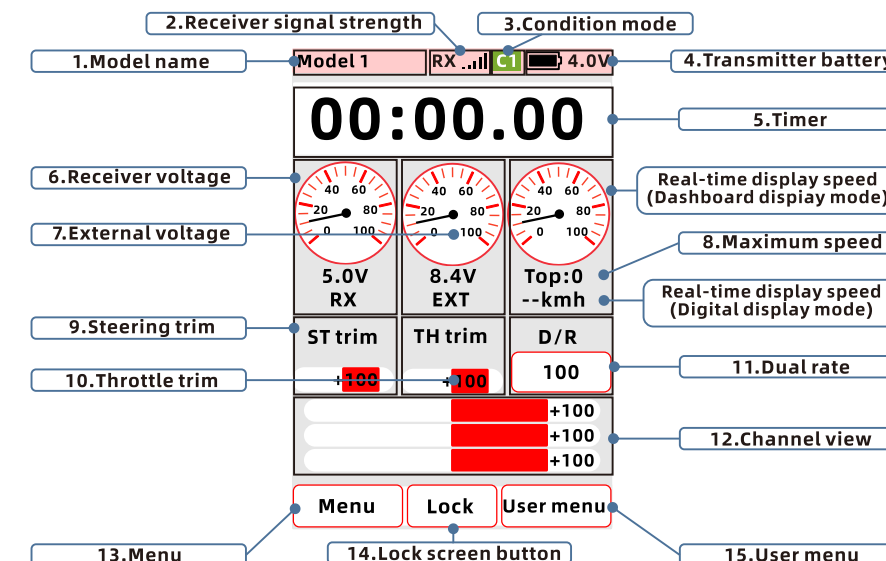 2.Receiver signal strength
3.Condition mode
1.Model name
Model 1
RX
C1
4.0V
4.Transmitter battery
00:00.00
5.Timer
6.Receiver voltage
40 60
20 80
0 100
40 60
20 80
0 100
40 60
20 80
0 100
Real-time display speed
(Dashboard dispiay mode)
7.External voltage
8.Maximum speed
5.0V
RX
8.4V
EXT
Top:0
--kmh
Real-time display speed
(Digital display mode)
9.Steering trim
ST trim
TH trim
D/R
10.Throttle trim
+100
+100
100
11.Dual rate
+100
+100
+100
12.Channel view
Menu
Lock
User menu
13.Menu
14.Lock screen button
15.User menu